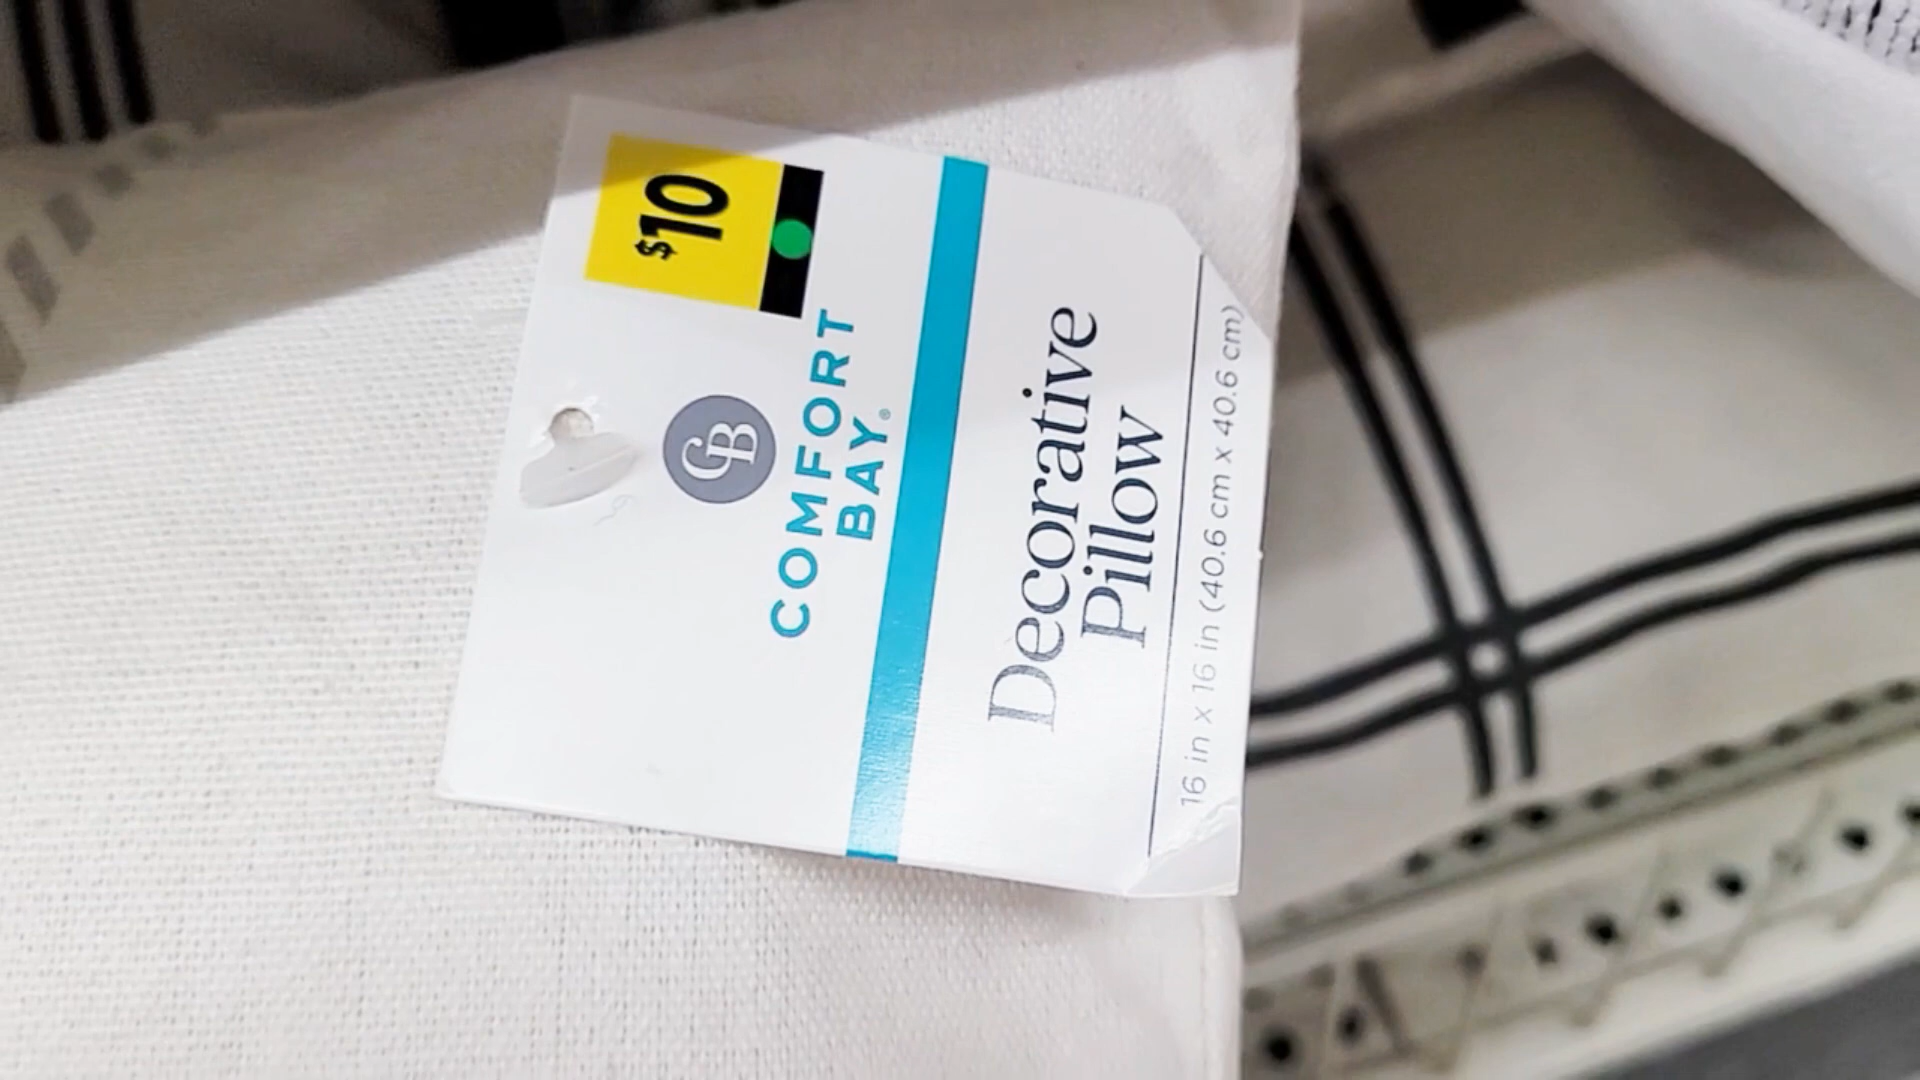 $10
CB
COMFORT
BAY®
Decorative
Pillow
16 in x 16 in (40.6 cm x 40.6 cm)